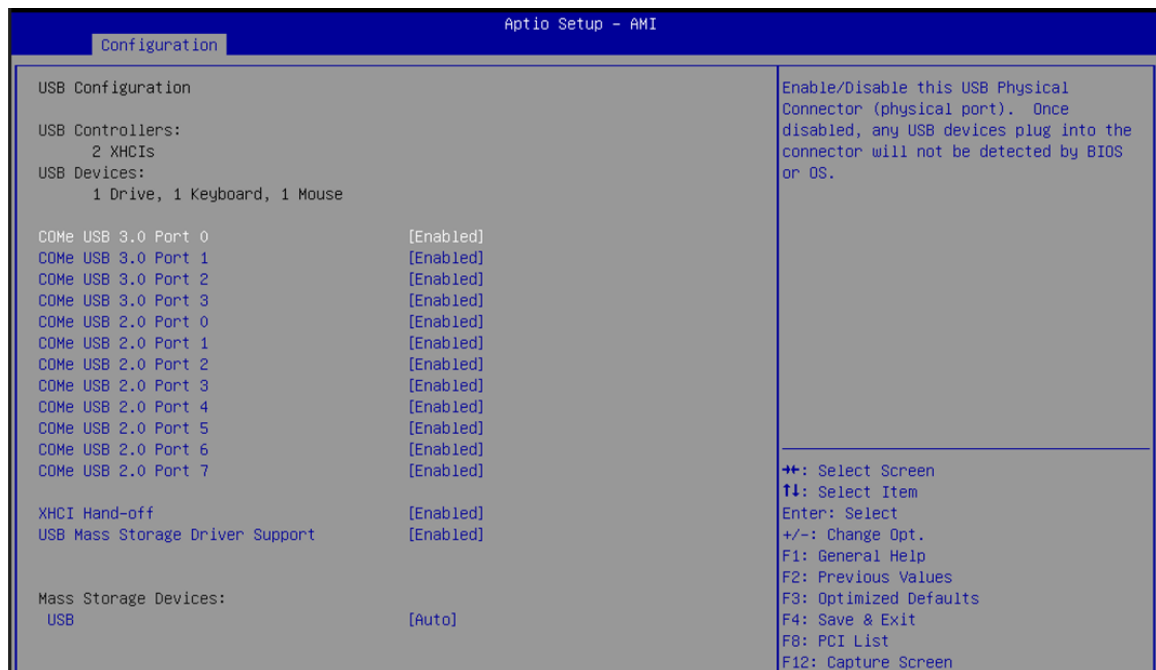 Aptio Setup - AMI
Configuration
USB Configuration
USB Controllers:
2 XHCIs
USB Devices:
1 Drive, 1 Keyboard, 1 Mouse
COMe USB 3.0 Port 0 [Enabled]
COMe USB 3.0 Port 1 [Enabled]
COMe USB 3.0 Port 2 [Enabled]
COMe USB 3.0 Port 3 [Enabled]
COMe USB 2.0 Port 0 [Enabled]
COMe USB 2.0 Port 1 [Enabled]
COMe USB 2.0 Port 2 [Enabled]
COMe USB 2.0 Port 3 [Enabled]
COMe USB 2.0 Port 4 [Enabled]
COMe USB 2.0 Port 5 [Enabled]
COMe USB 2.0 Port 6 [Enabled]
COMe USB 2.0 Port 7 [Enabled]
XHCI Hand-off [Enabled]
USB Mass Storage Driver Support [Enabled]
Mass Storage Devices:
USB [Auto]
Enable/Disable this USB Physical
Connector (physical port). Once
disabled, any USB devices plug into the
connector will not be detected by BIOS
or OS.
→←: Select Screen
↑↓: Select Item
Enter: Select
+/-: Change Opt.
F1: General Help
F2: Previous Values
F3: Optimized Defaults
F4: Save & Exit
F8: PCI List
F12: Capture Screen